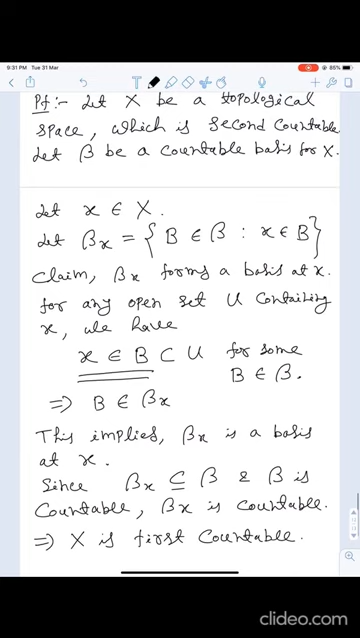 9:31 PM Tue 31 Mar
85%
Pf :- Let X be a topological
space, which is second countable
Let β be a countable basis for X.
Let x ∈ X.
Let βx = { B ∈ β : x ∈ B }
Claim, βx forms a basis at x.
for any open set U containing
x, we have
x ∈ B ⊂ U for some
B ∈ β.
⇒ B ∈ βx
This implies, βx is a basis
at x.
Since βx ⊆ β & β is
countable, βx is countable.
⇒ X is first countable.
clideo.com